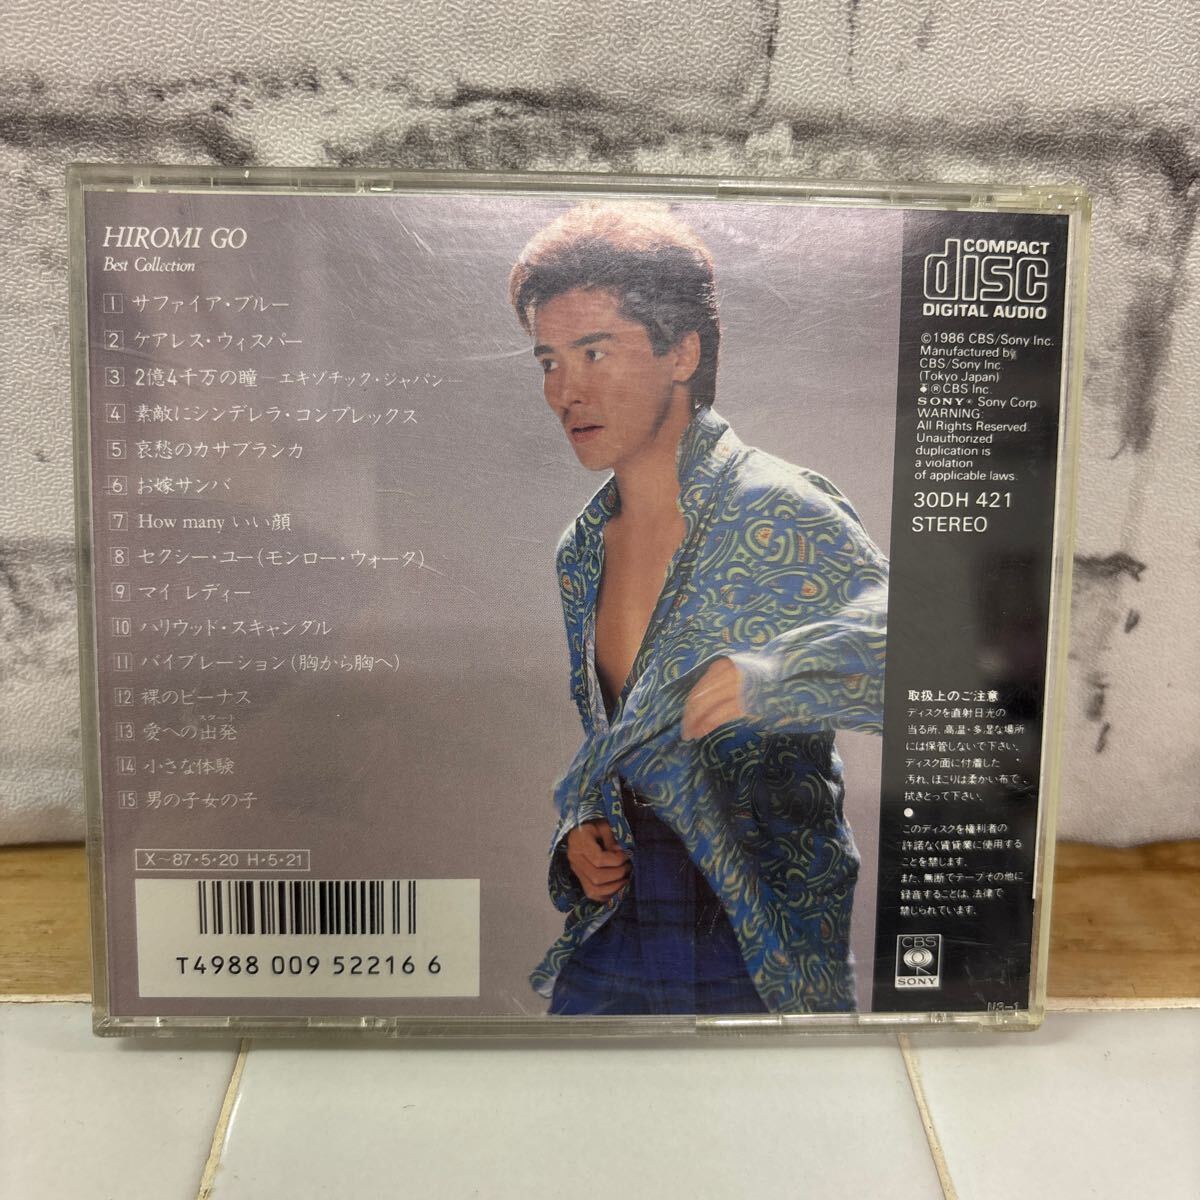 HIROMI GO
Best Collection
1 サファイア・ブルー
2 ケアレス・ウィスパー
3 2億4千万の瞳—エキゾチック・ジャパン—
4 素敵にシンデレラ・コンプレックス
5 哀愁のカサブランカ
6 お嫁サンバ
7 How many いい顔
8 セクシー・ユー(モンロー・ウォーク)
9 マイ レディー
10 ハリウッド・スキャンダル
11 バイブレーション(胸から胸へ)
12 裸のビーナス
スタート
13 愛への出発
14 小さな体験
15 男の子女の子
X〜87・5・20 H・5・21
T4988 009 52216 6
COMPACT
disc
DIGITAL AUDIO
©1986 CBS/Sony Inc.
Manufactured by
CBS/Sony Inc.
(Tokyo Japan)
®CBS Inc.
SONY® Sony Corp.
WARNING:
All Rights Reserved.
Unauthorized
duplication is
a violation
of applicable laws.
30DH 421
STEREO
取扱上のご注意
ディスクを直射日光の
当る所、高温・多湿な場所
には保管しないで下さい。
ディスク面に付着した
汚れ、ほこりは柔かい布で
拭きとって下さい。
●
このディスクを権利者の
許諾なく賃貸業に使用する
ことを禁じます。
また、無断でテープその他に
録音することは、法律で
禁じられています。
CBS
SONY